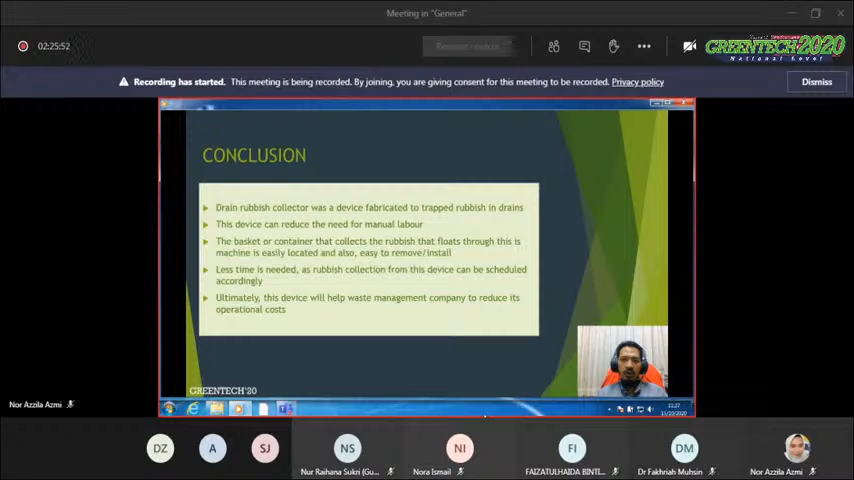 Meeting in "General"
02:25:52
GREENTECH 2020
National Level
Recording has started. This meeting is being recorded. By joining, you are giving consent for this meeting to be recorded. Privacy policy
Dismiss
CONCLUSION
Drain rubbish collector was a device fabricated to trapped rubbish in drains
This device can reduce the need for manual labour
The basket or container that collects the rubbish that floats through this is
machine is easily located and also, easy to remove/install
Less time is needed, as rubbish collection from this device can be scheduled
accordingly
Ultimately, this device will help waste management company to reduce its
operational costs
GREENTECH'20
11:27
15/10/2020
Nor Azzila Azmi
DZ
A
SJ
NS
NI
FI
DM
Nur Raihana Sukri (Gu...
Nora Ismail
FAIZATULHAIDA BINTI...
Dr Fakhriah Muhsin
Nor Azzila Azmi